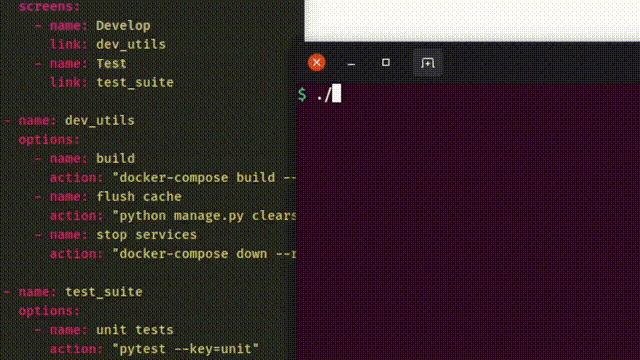 screens:
- name: Develop
link: dev_utils
- name: Test
link: test_suite
- name: dev_utils
options:
- name: build
action: "docker-compose build --
- name: flush cache
action: "python manage.py clears
- name: stop services
action: "docker-compose down --r
- name: test_suite
options:
- name: unit tests
action: "pytest --key=unit"
$ ./